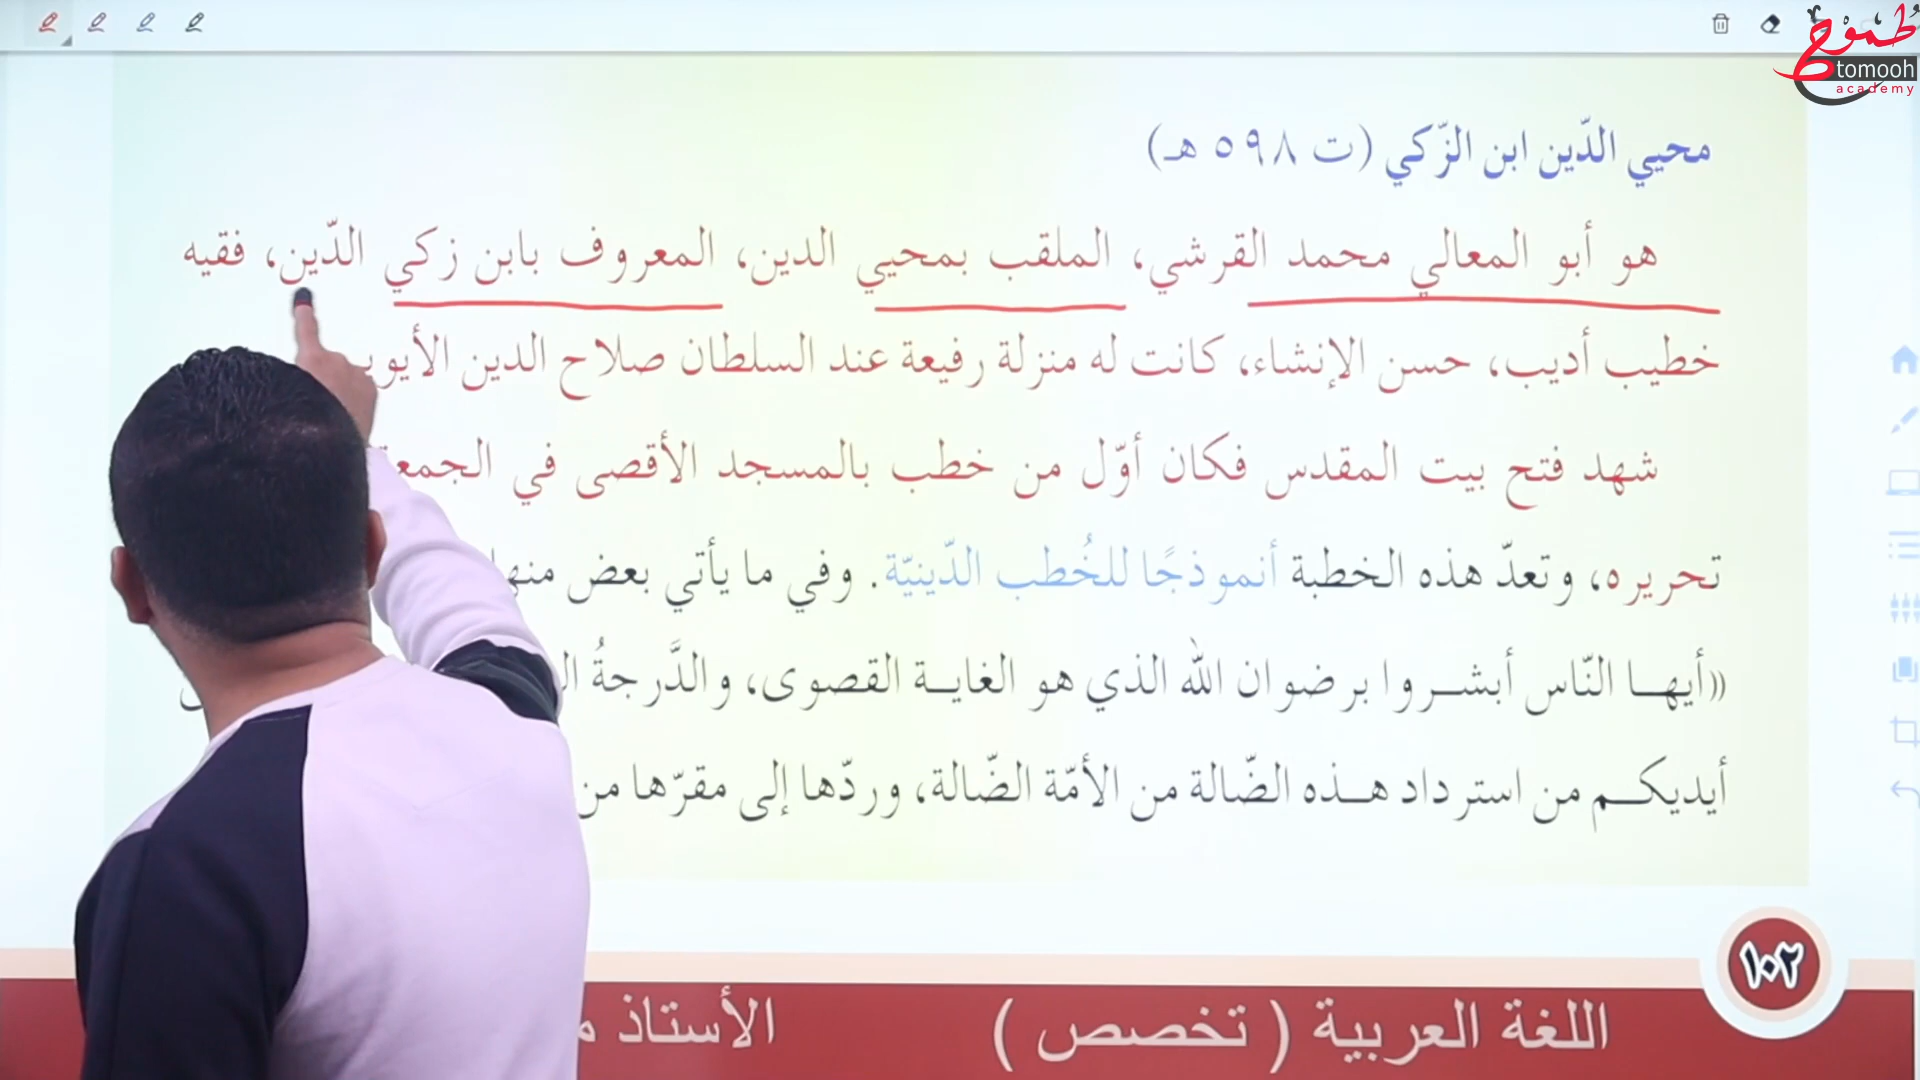 طموح
tomooh
academy
محيي الدّين ابن الزّكي (ت ٥٩٨ هـ)
هو أبو المعالي محمد القرشي، الملقب بمحيي الدين، المعروف بابن زكي الدّين، فقيه
خطيب أديب، حسن الإنشاء، كانت له منزلة رفيعة عند السلطان صلاح الدين
شهد فتح بيت المقدس فكان أوّل من خطب بالمسجد الأقصى في الجمعة
تحريره، وتعدّ هذه الخطبة أنموذجًا للخُطب الدّينيّة. وفي ما يأتي بعض منها
«أيها النّاس أبشروا برضوان الله الذي هو الغاية القصوى، والدَّرجةُ
أيديكم من استرداد هذه الضّالة من الأمّة الضّالة، وردّها إلى مقرّها من
١٠٢
اللغة العربية ( تخصص ) الأستاذ